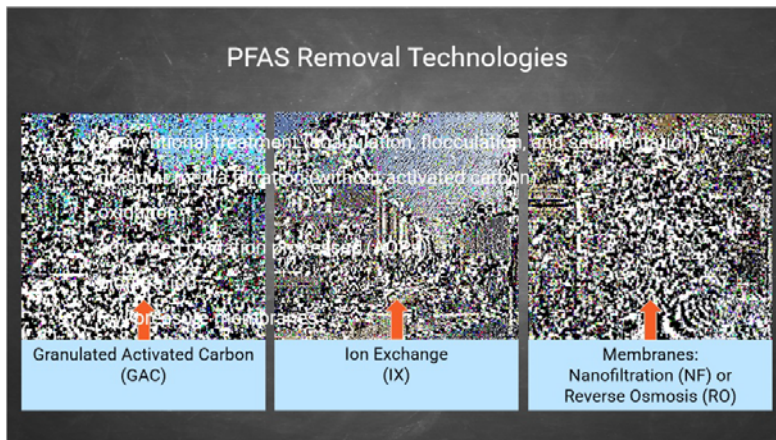 PFAS Removal Technologies
conventional treatment (coagulation, flocculation, and sedimentation)
granular media filtration (without activated carbon)
oxidation
advanced oxidation processes
membranes
Granulated Activated Carbon
(GAC)
Ion Exchange
(IX)
Membranes:
Nanofiltration (NF) or
Reverse Osmosis (RO)